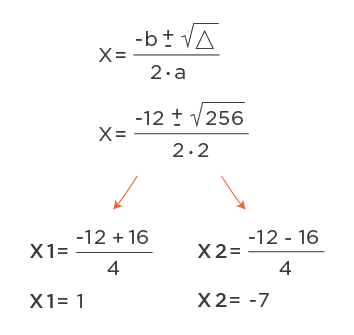 X = -b ± √△ / 2 · a
X = -12 ± √256 / 2 · 2
X1 = -12 + 16 / 4
X2 = -12 - 16 / 4
X1 = 1
X2 = -7